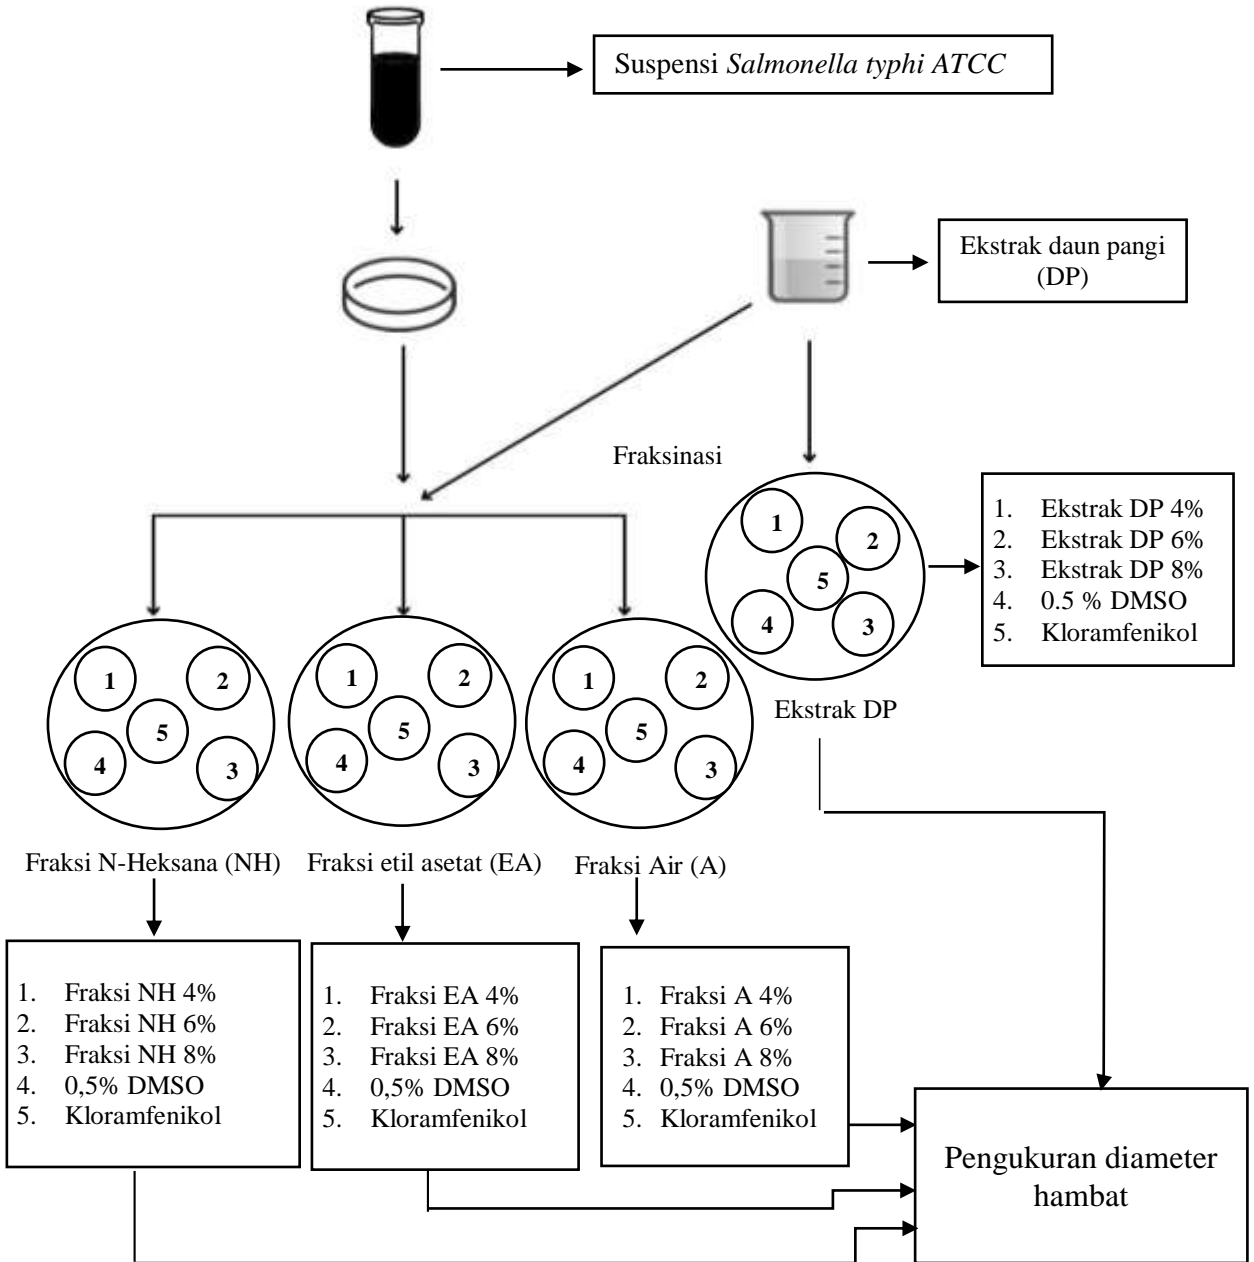 Suspensi Salmonella typhi ATCC
Ekstrak daun pangi
(DP)
Fraksinasi
1
2
5
4
3
1. Ekstrak DP 4%
2. Ekstrak DP 6%
3. Ekstrak DP 8%
4. 0.5 % DMSO
5. Kloramfenikol
Ekstrak DP
1
2
5
4
3
1
2
5
4
3
1
2
5
4
3
Fraksi N-Heksana (NH)
Fraksi etil asetat (EA)
Fraksi Air (A)
1. Fraksi NH 4%
2. Fraksi NH 6%
3. Fraksi NH 8%
4. 0,5% DMSO
5. Kloramfenikol
1. Fraksi EA 4%
2. Fraksi EA 6%
3. Fraksi EA 8%
4. 0,5% DMSO
5. Kloramfenikol
1. Fraksi A 4%
2. Fraksi A 6%
3. Fraksi A 8%
4. 0,5% DMSO
5. Kloramfenikol
Pengukuran diameter
hambat